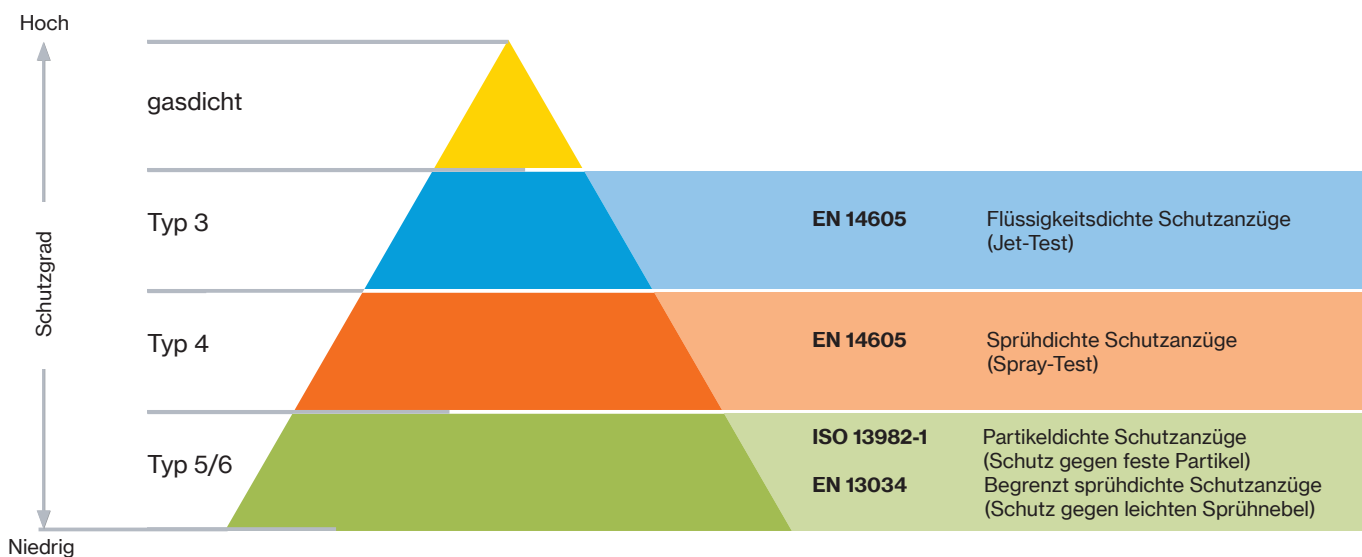 Hoch
gasdicht
Typ 3
EN 14605
Flüssigkeitsdichte Schutzanzüge
(Jet-Test)
Schutzgrad
Typ 4
EN 14605
Sprühdichte Schutzanzüge
(Spray-Test)
Typ 5/6
ISO 13982-1
Partikeldichte Schutzanzüge
(Schutz gegen feste Partikel)
EN 13034
Begrenzt sprühdichte Schutzanzüge
(Schutz gegen leichten Sprühnebel)
Niedrig